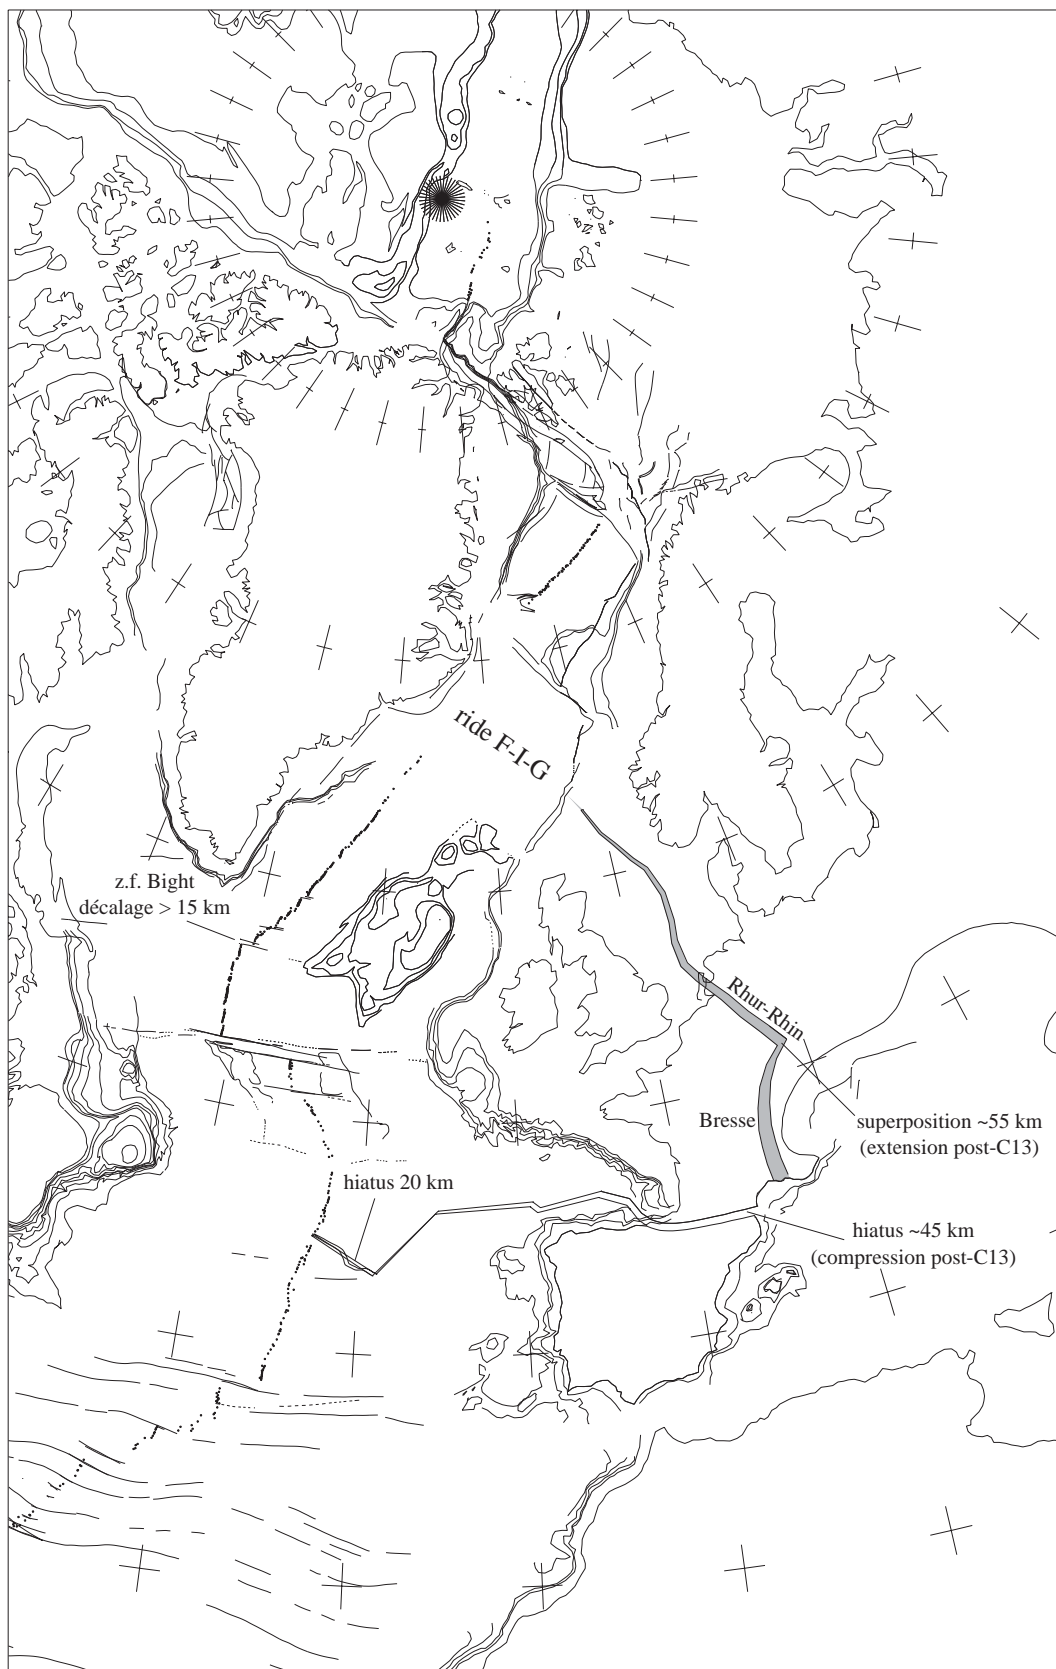 ride F-I-G
z.f. Bight
décalage > 15 km
Rhur-Rhin
Bresse
superposition ~55 km
(extension post-C13)
hiatus 20 km
hiatus ~45 km
(compression post-C13)